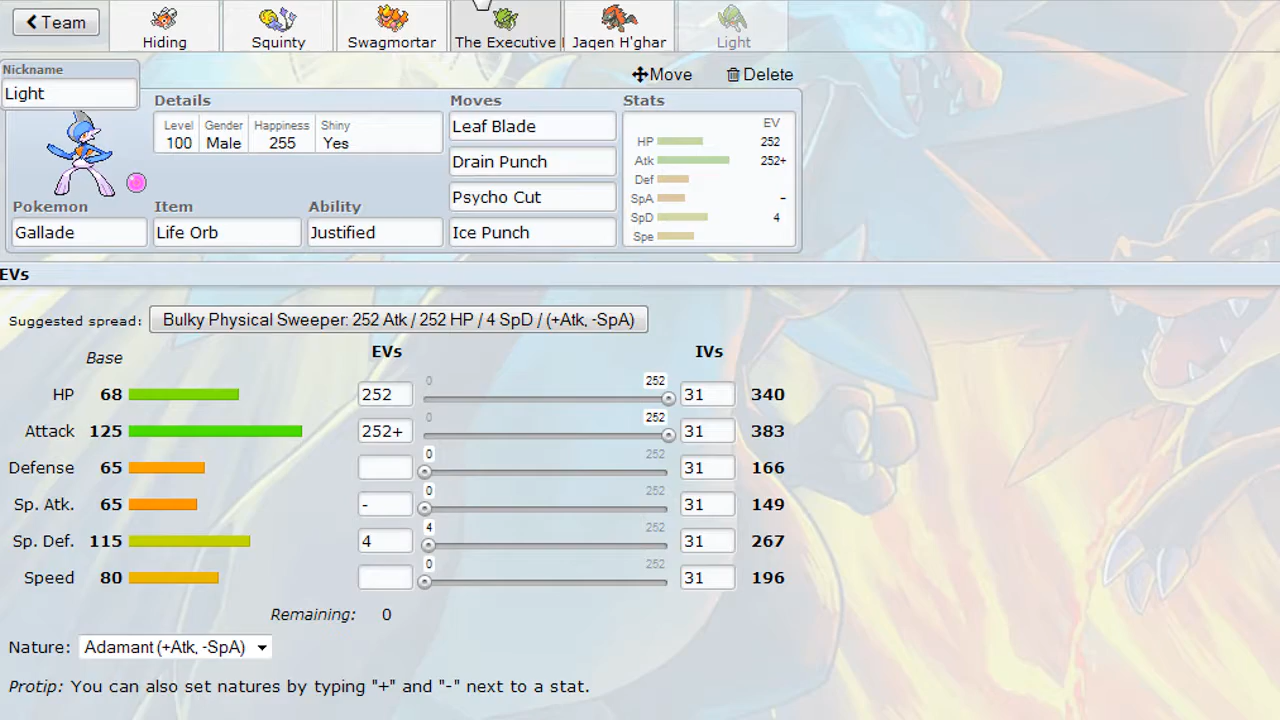 Team
Hiding
Squinty
Swagmortar
The Executive
Jaqen H'ghar
Light
Nickname
Light
Move
Delete
Details
Level
Gender
Happiness
Shiny
100
Male
255
Yes
Pokemon
Gallade
Item
Life Orb
Ability
Justified
Moves
Leaf Blade
Drain Punch
Psycho Cut
Ice Punch
Stats
EV
HP 252
Atk 252+
Def
SpA -
SpD 4
Spe
EVs
Suggested spread: Bulky Physical Sweeper: 252 Atk / 252 HP / 4 SpD / (+Atk, -SpA)
Base EVs IVs
HP 68 252 0 252 31 340
Attack 125 252+ 0 252 31 383
Defense 65 0 252 31 166
Sp. Atk. 65 - 0 252 31 149
Sp. Def. 115 4 4 252 31 267
Speed 80 0 252 31 196
Remaining: 0
Nature: Adamant (+Atk, -SpA)
Protip: You can also set natures by typing "+" and "-" next to a stat.